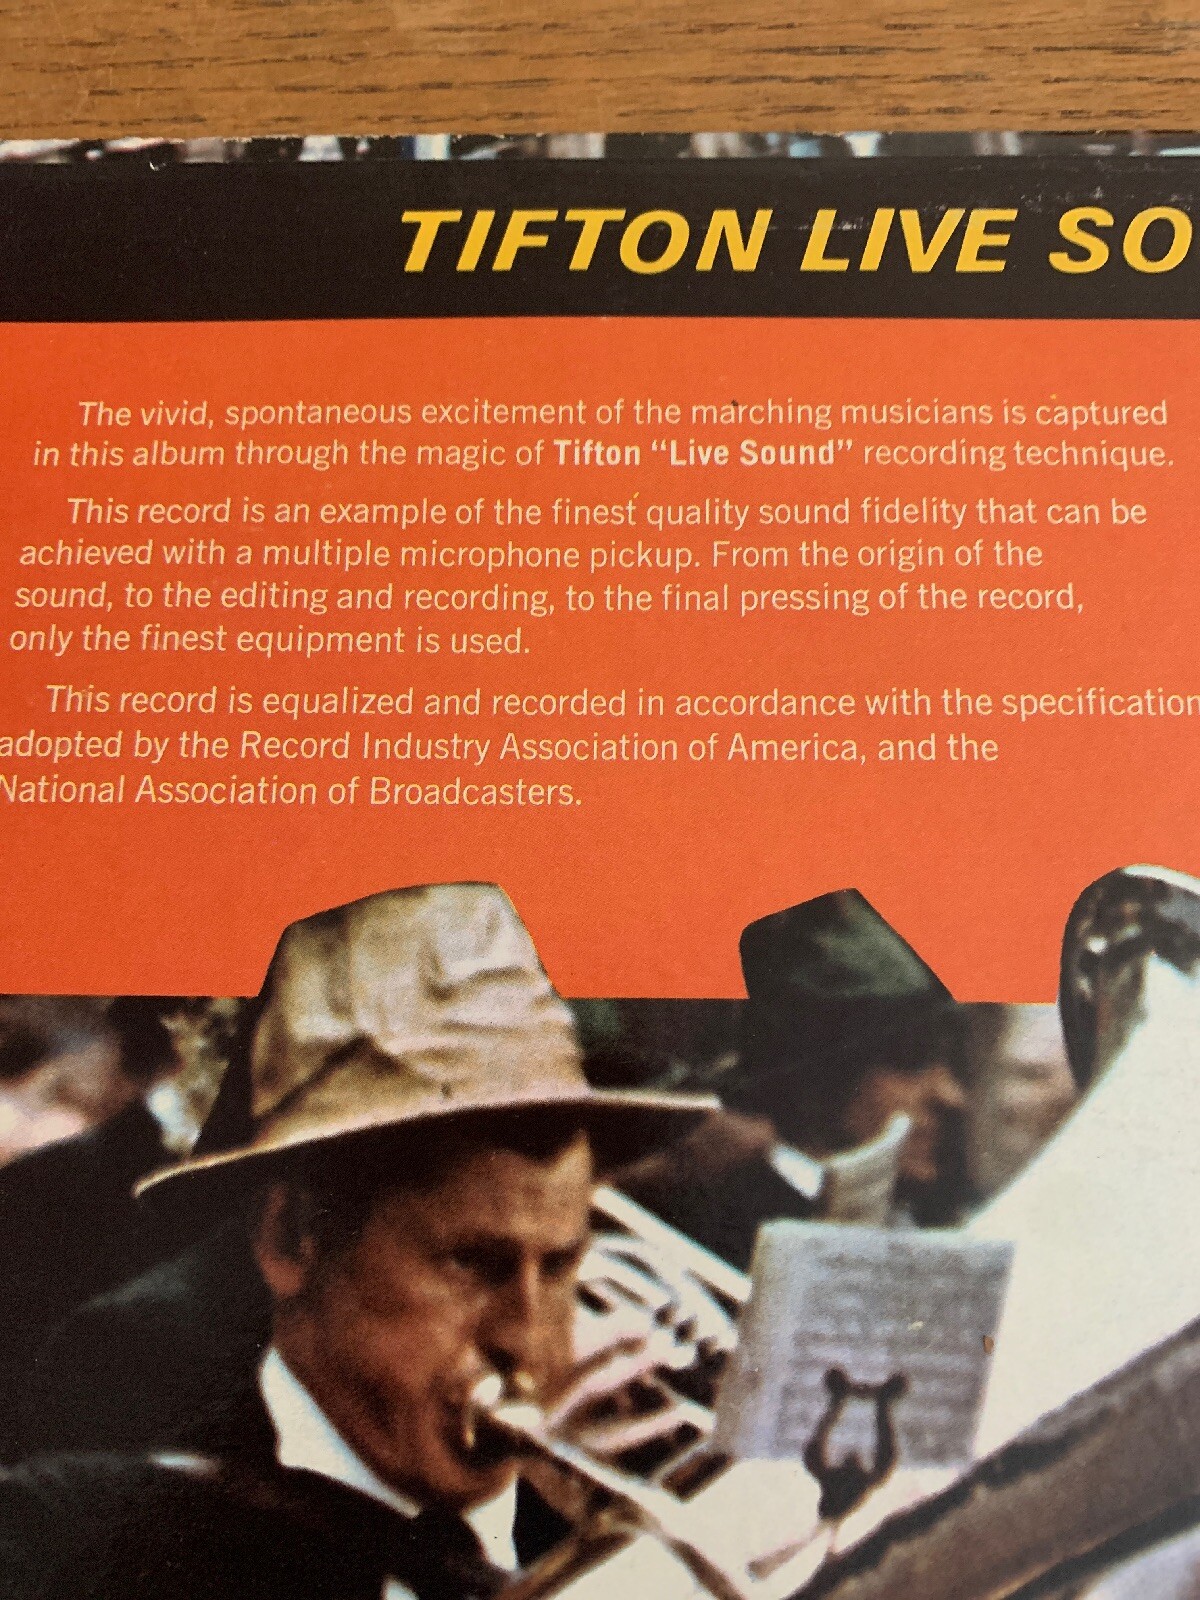 TIFTON LIVE SO
The vivid, spontaneous excitement of the marching musicians is captured
in this album through the magic of Tifton “Live Sound” recording technique.
This record is an example of the finest quality sound fidelity that can be
achieved with a multiple microphone pickup. From the origin of the
sound, to the editing and recording, to the final pressing of the record,
only the finest equipment is used.
This record is equalized and recorded in accordance with the specification
adopted by the Record Industry Association of America, and the
National Association of Broadcasters.